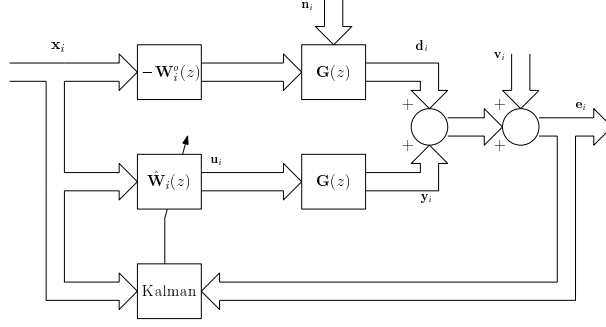 n_i
x_i
d_i
v_i
−W_i^o(z)
G(z)
+
+
e_i
+
+
u_i
Ŵ_i(z)
G(z)
y_i
Kalman